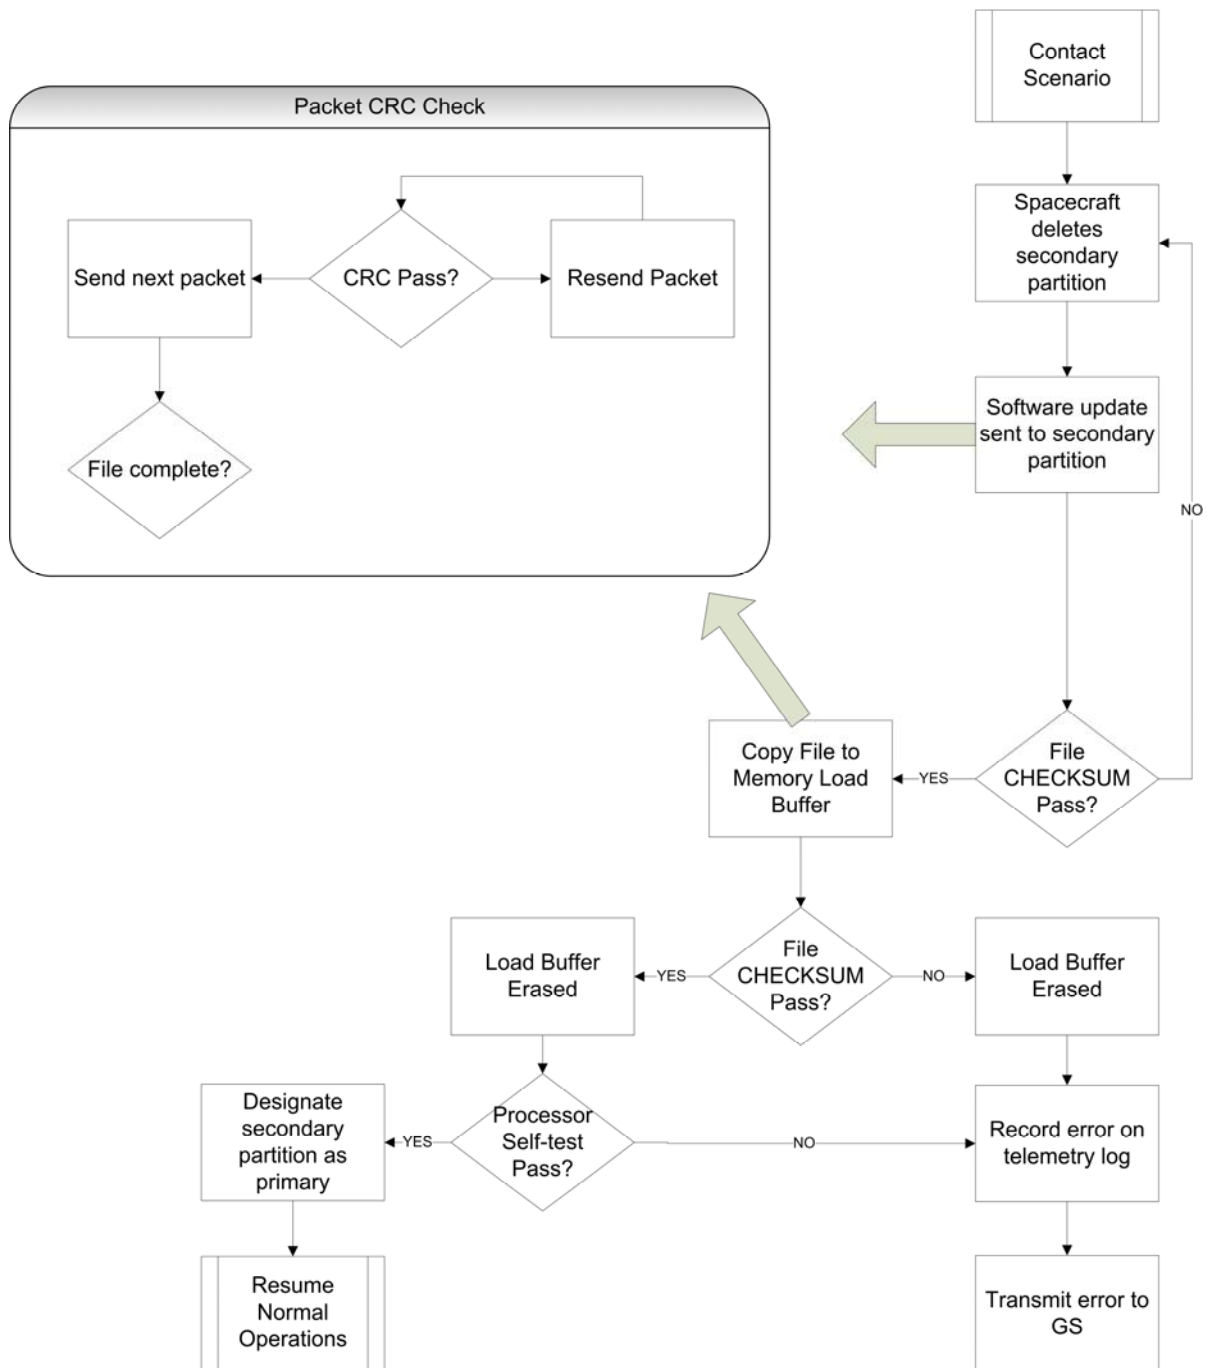 Contact
Scenario
Packet CRC Check
Spacecraft
deletes
secondary
partition
Send next packet
CRC Pass?
Resend Packet
Software update
sent to secondary
partition
File complete?
NO
Copy File to
Memory Load
Buffer
YES
File
CHECKSUM
Pass?
Load Buffer
Erased
YES
File
CHECKSUM
Pass?
NO
Load Buffer
Erased
Designate
secondary
partition as
primary
YES
Processor
Self-test
Pass?
NO
Record error on
telemetry log
Resume
Normal
Operations
Transmit error to
GS